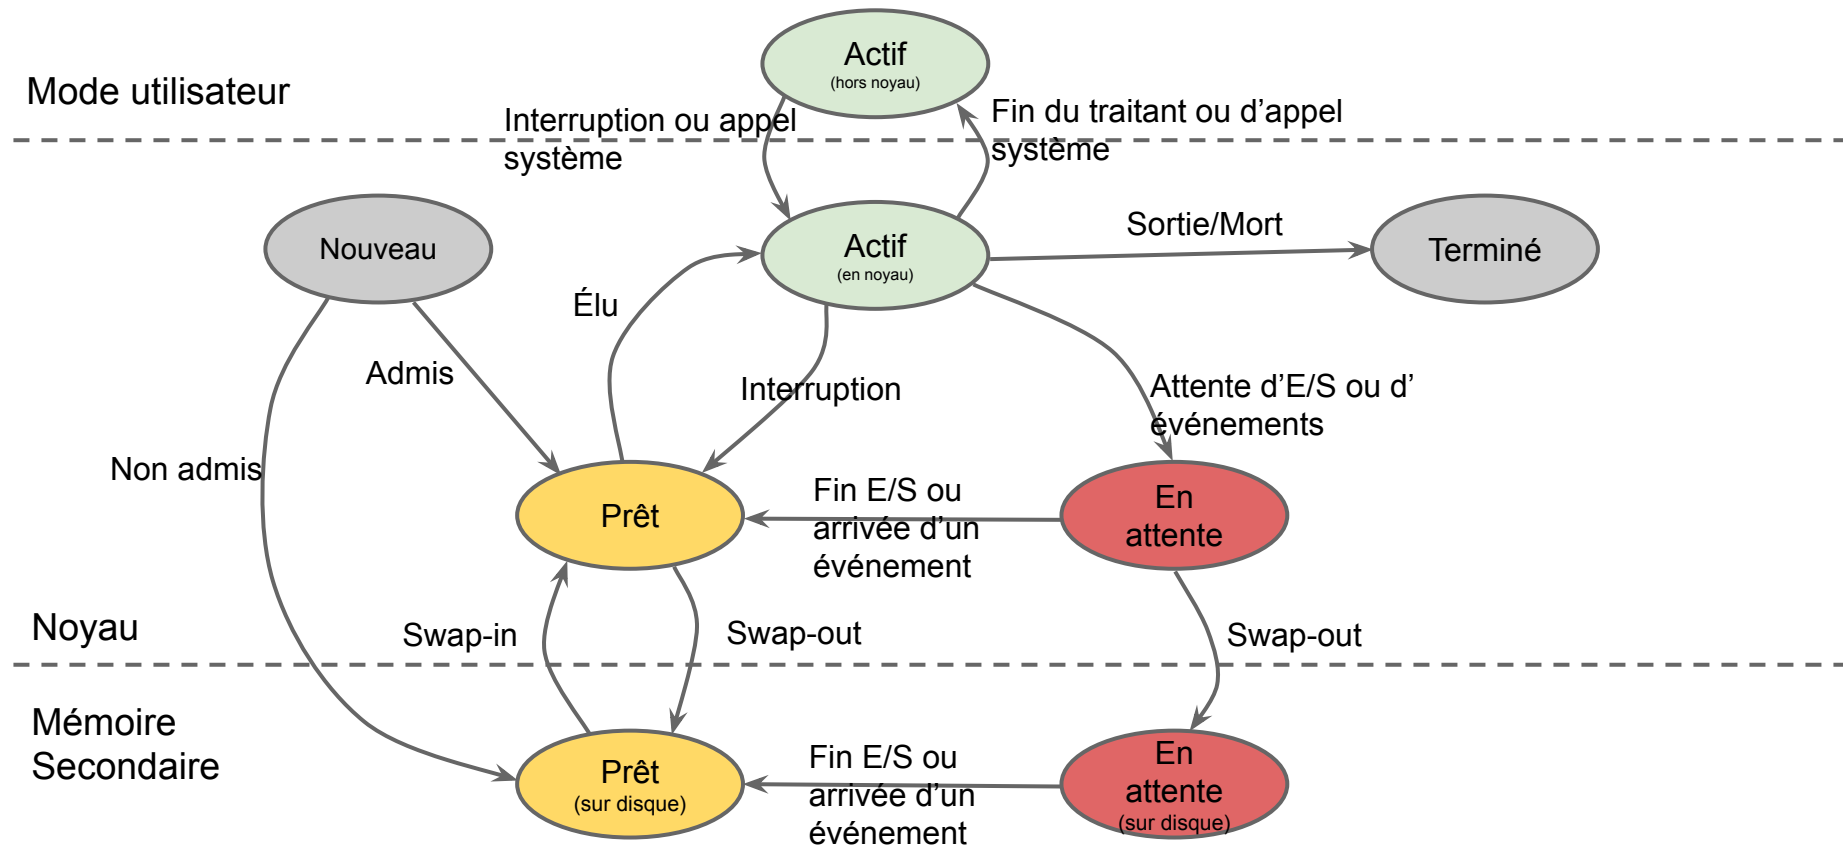 Actif
(hors noyau)
Mode utilisateur
Interruption ou appel
système
Fin du traitant ou d’appel
système
Nouveau
Actif
(en noyau)
Sortie/Mort
Terminé
Élu
Admis
Interruption
Attente d’E/S ou d’
événements
Non admis
Prêt
Fin E/S ou
arrivée d’un
événement
En
attente
Noyau
Swap-in
Swap-out
Swap-out
Mémoire
Secondaire
Prêt
(sur disque)
Fin E/S ou
arrivée d’un
événement
En
attente
(sur disque)